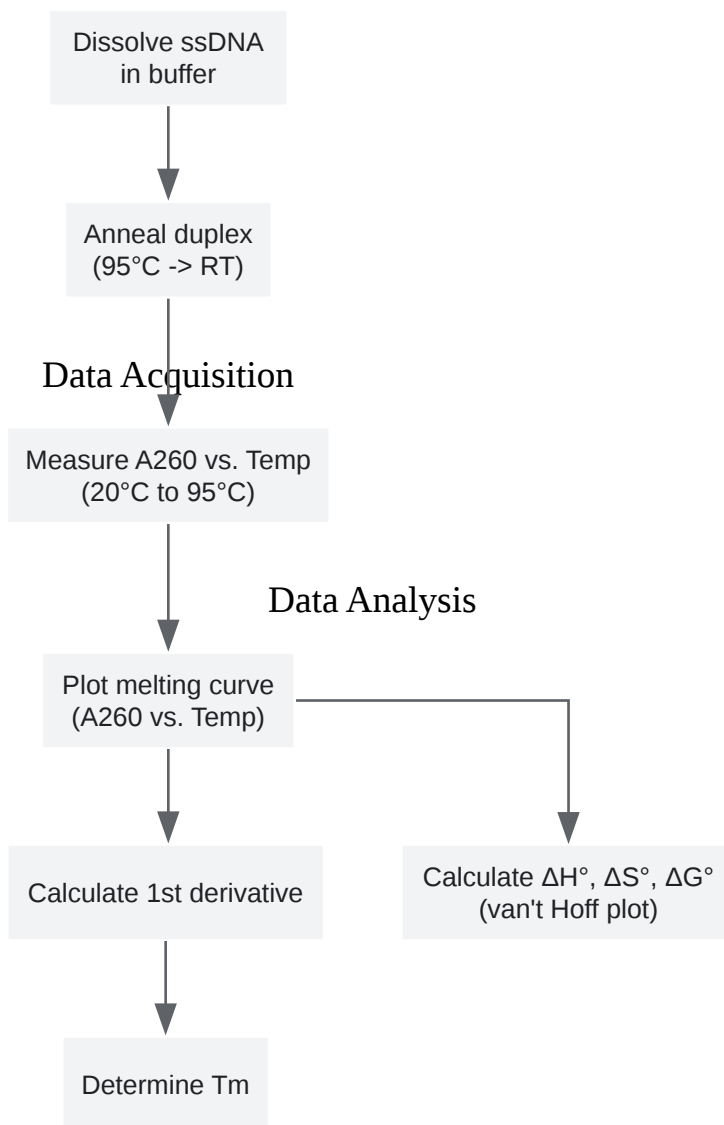 Dissolve ssDNA
in buffer
Anneal duplex
(95°C -> RT)
Data Acquisition
Measure A260 vs. Temp
(20°C to 95°C)
Data Analysis
Plot melting curve
(A260 vs. Temp)
Calculate 1st derivative
Calculate ΔH°, ΔS°, ΔG°
(van't Hoff plot)
Determine Tm